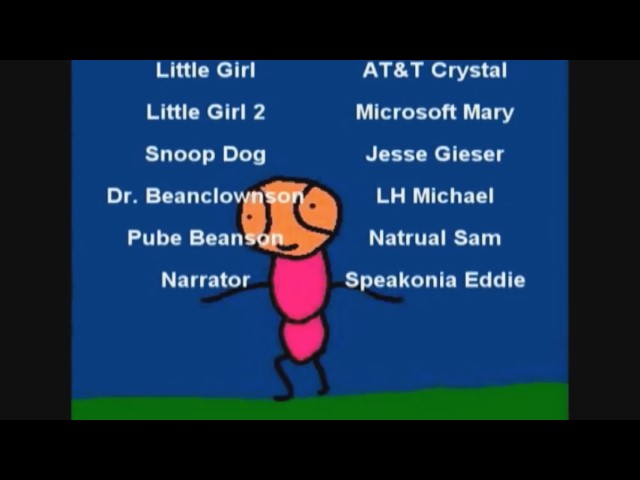 Little Girl AT&T Crystal
Little Girl 2 Microsoft Mary
Snoop Dog Jesse Gieser
Dr. Beanclownson LH Michael
Pube Beanson Natrual Sam
Narrator Speakonia Eddie